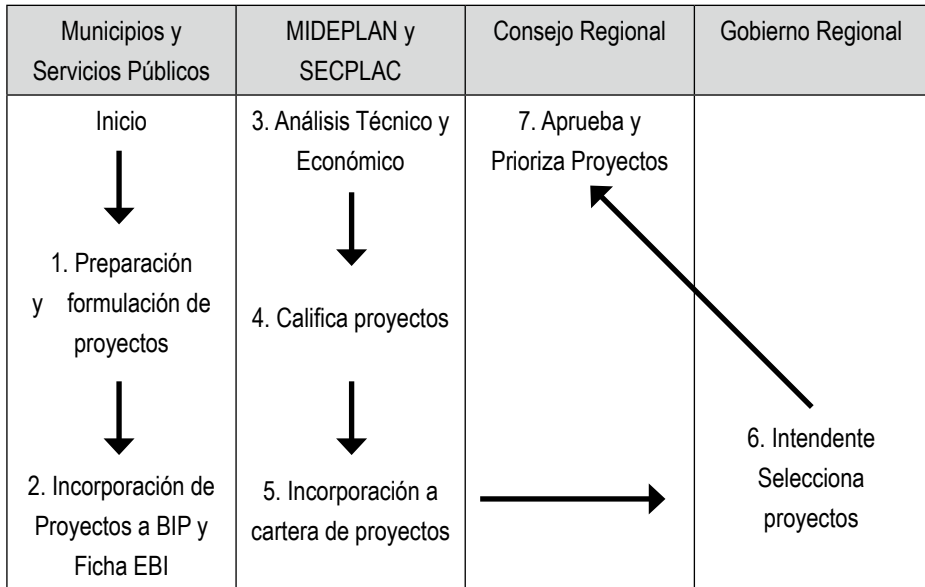 Municipios y
Servicios Públicos
MIDEPLAN y
SECPLAC
Consejo Regional
Gobierno Regional
Inicio
1. Preparación
y formulación de
proyectos
2. Incorporación de
Proyectos a BIP y
Ficha EBI
3. Análisis Técnico y
Económico
4. Califica proyectos
5. Incorporación a
cartera de proyectos
7. Aprueba y
Prioriza Proyectos
6. Intendente
Selecciona
proyectos